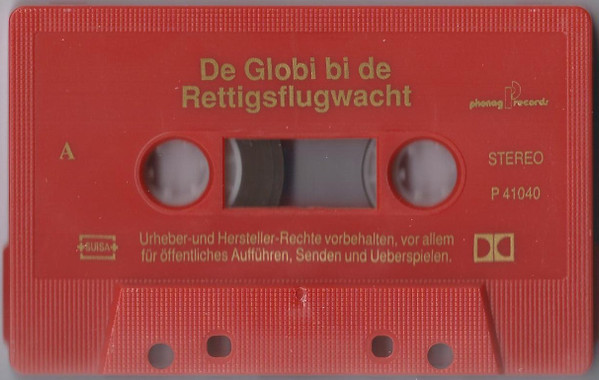 De Globi bi de
Rettigsflugwacht
phonag records
A
STEREO
P 41040
SUISA
Urheber-und Hersteller-Rechte vorbehalten, vor allem
für öffentliches Aufführen, Senden und Ueberspielen.